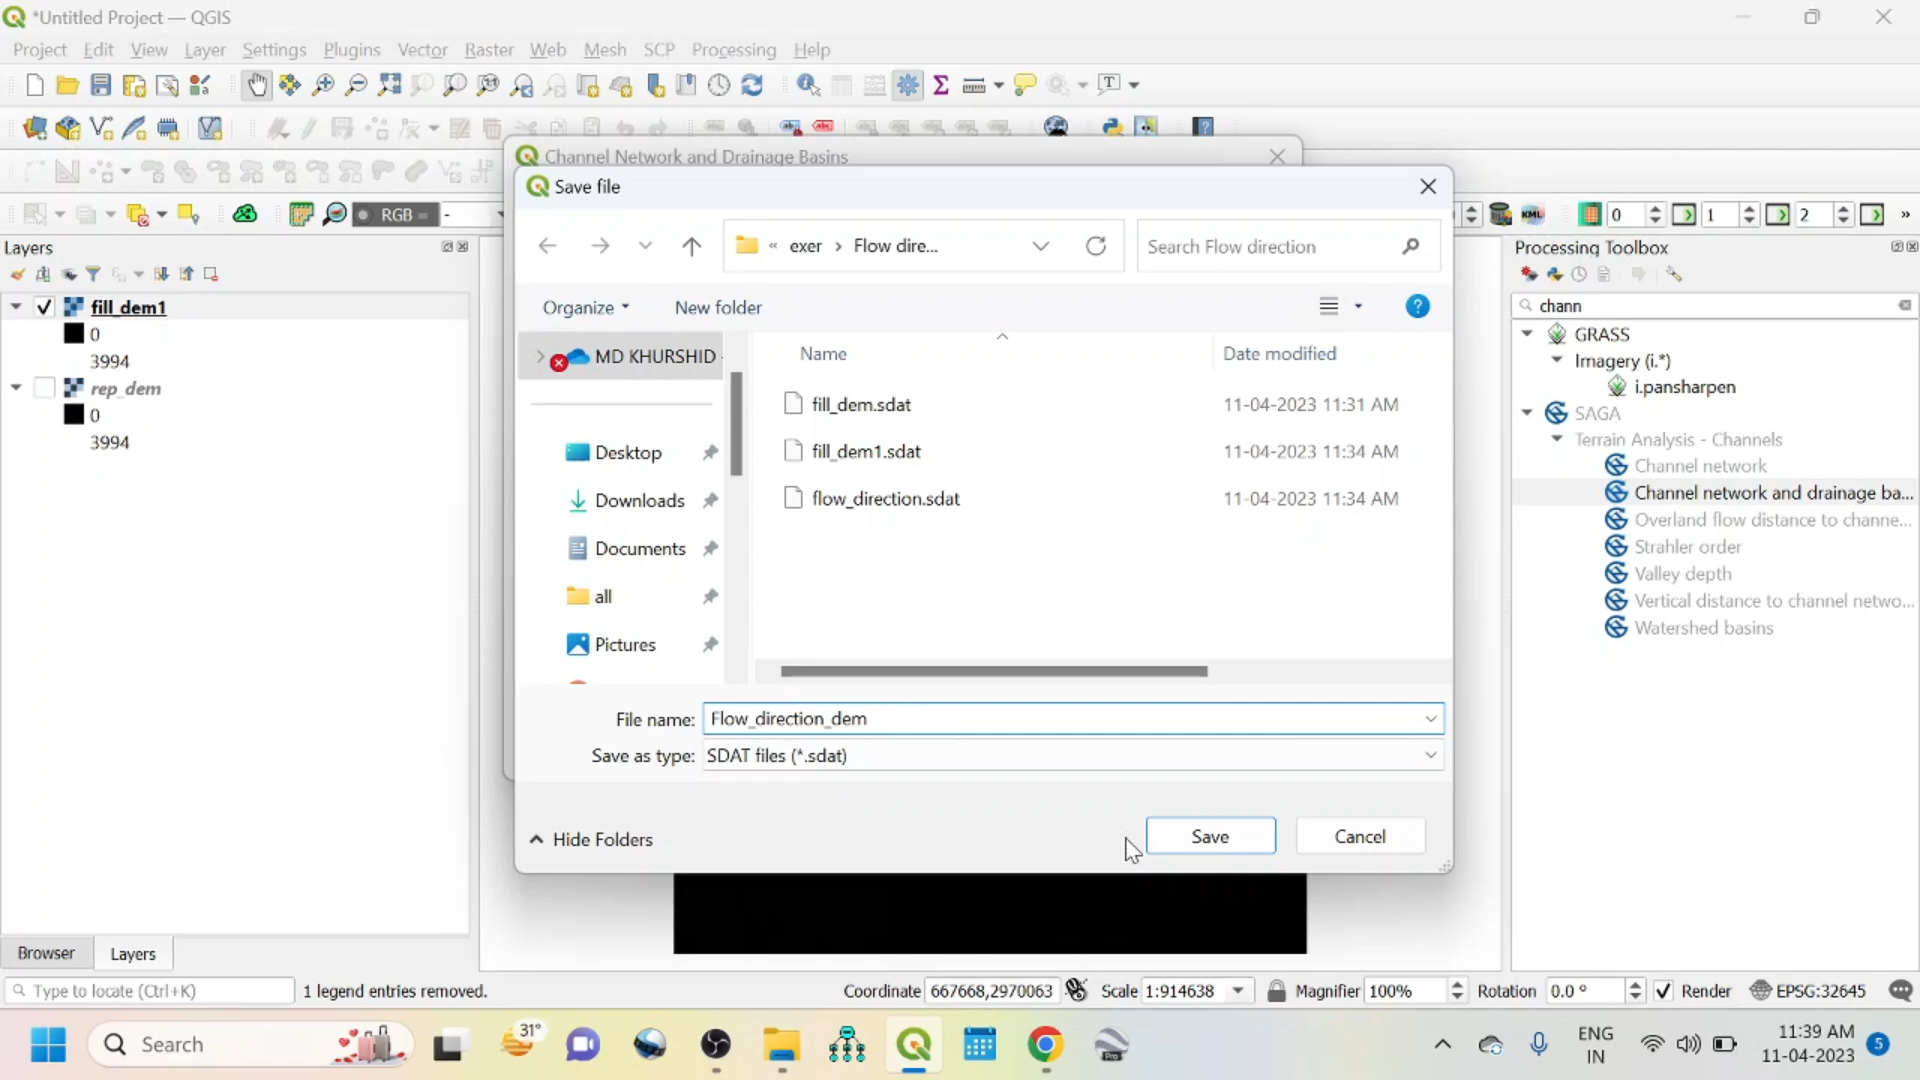 *Untitled Project — QGIS
Project Edit View Layer Settings Plugins Vector Raster Web Mesh SCP Processing Help
Channel Network and Drainage Basins
Save file
RGB
-
KML
0
1
2
»
Layers
Processing Toolbox
« exer › Flow dire...
Search Flow direction
Organize
New folder
chann
fill_dem1
0
3994
rep_dem
0
3994
MD KHURSHID
Desktop
Downloads
Documents
all
Pictures
Name
Date modified
fill_dem.sdat 11-04-2023 11:31 AM
fill_dem1.sdat 11-04-2023 11:34 AM
flow_direction.sdat 11-04-2023 11:34 AM
GRASS
Imagery (i.*)
i.pansharpen
SAGA
Terrain Analysis - Channels
Channel network
Channel network and drainage ba...
Overland flow distance to channe...
Strahler order
Valley depth
Vertical distance to channel netwo...
Watershed basins
File name: Flow_direction_dem
Save as type: SDAT files (*.sdat)
Hide Folders
Save
Cancel
Browser
Layers
Type to locate (Ctrl+K)
1 legend entries removed.
Coordinate 667668,2970063
Scale 1:914638
Magnifier 100%
Rotation 0.0 °
Render
EPSG:32645
Search
31°
Pro
ENG
IN
11:39 AM
11-04-2023
5